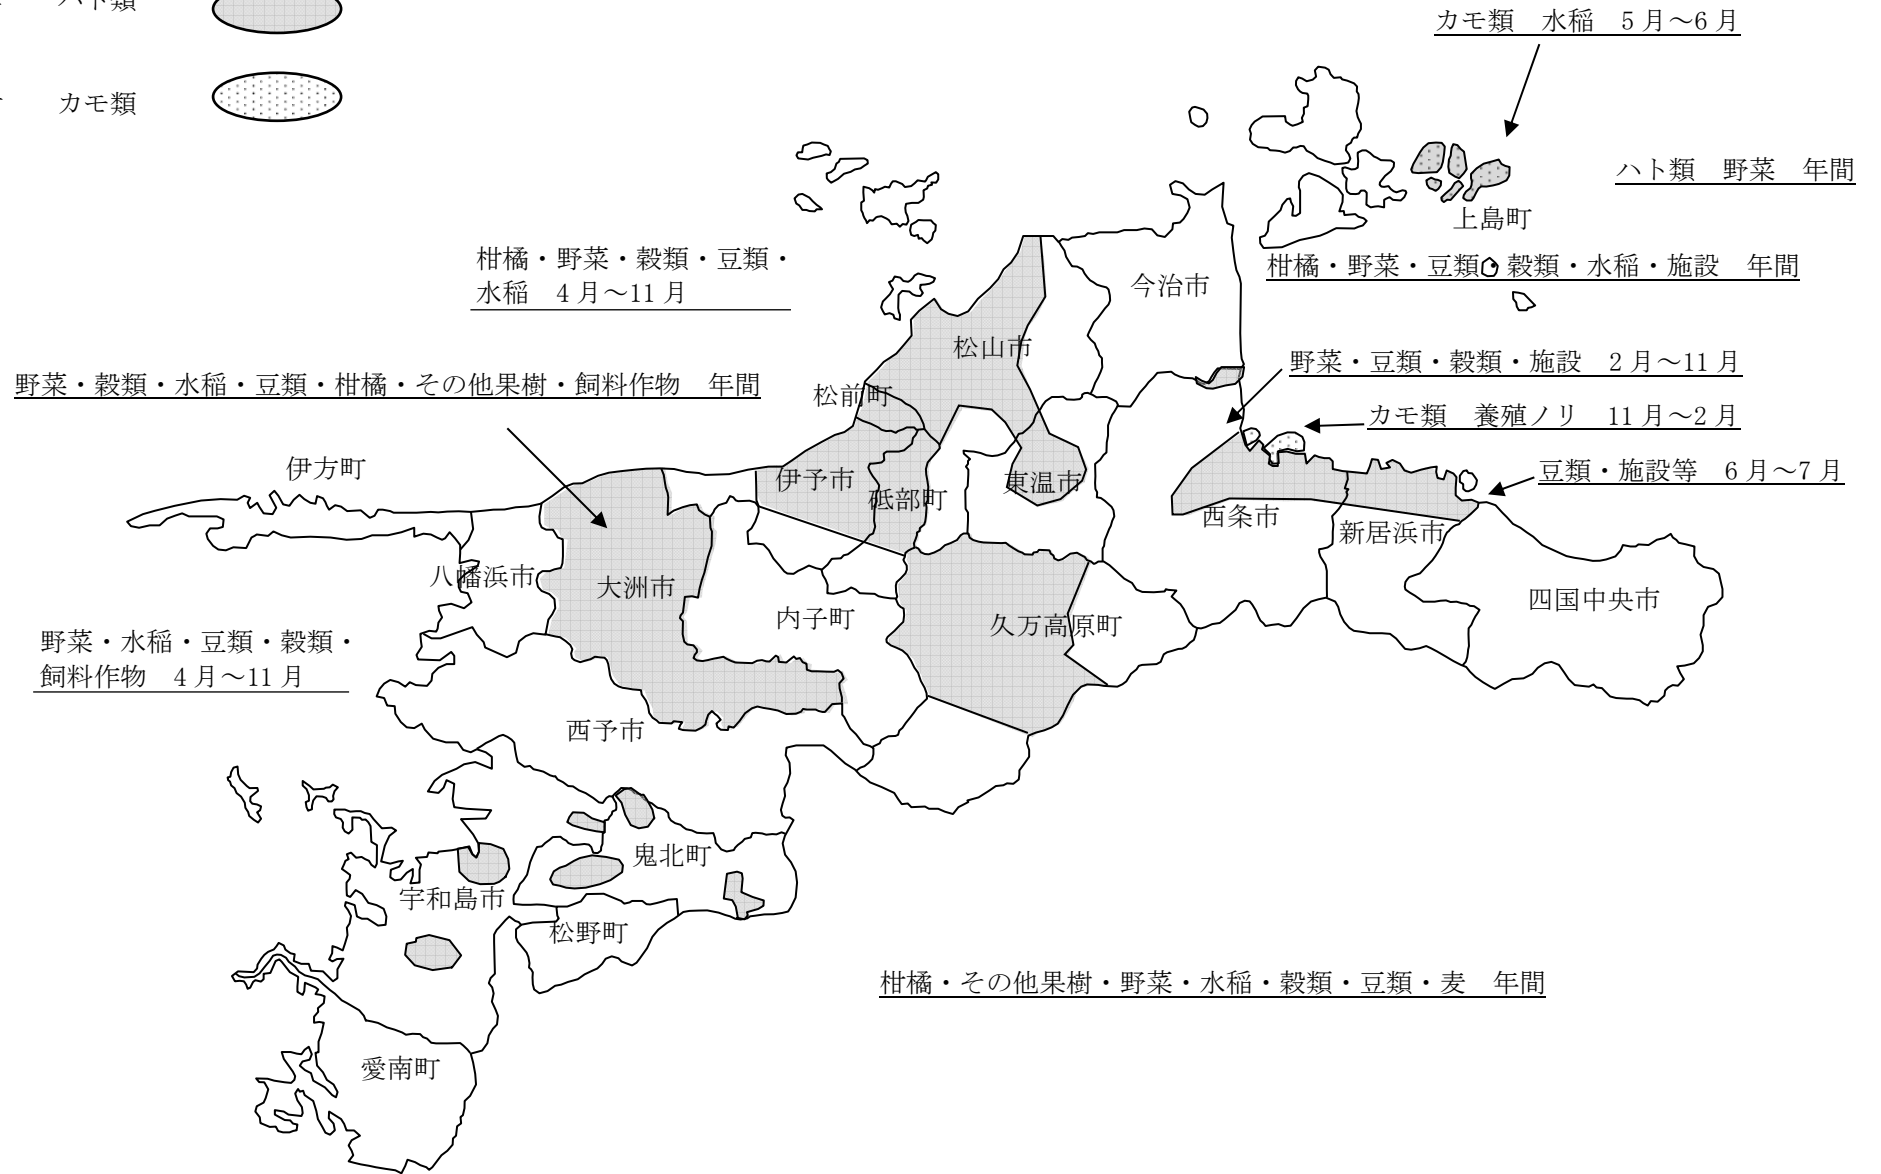 ハト類
カモ類　水稲　5月～6月
カモ類
ハト類　野菜　年間
上島町
柑橘・野菜・穀類・豆類・
水稲　4月～11月
柑橘・野菜・豆類・穀類・水稲・施設　年間
今治市
松山市
野菜・豆類・穀類・施設　2月～11月
野菜・穀類・水稲・豆類・柑橘・その他果樹・飼料作物　年間
松前町
カモ類　養殖ノリ　11月～2月
伊方町
伊予市
砥部町
東温市
豆類・施設等　6月～7月
西条市
新居浜市
八幡浜市
大洲市
内子町
久万高原町
四国中央市
野菜・水稲・豆類・穀類・
飼料作物　4月～11月
西予市
鬼北町
宇和島市
松野町
柑橘・その他果樹・野菜・水稲・穀類・豆類・麦　年間
愛南町